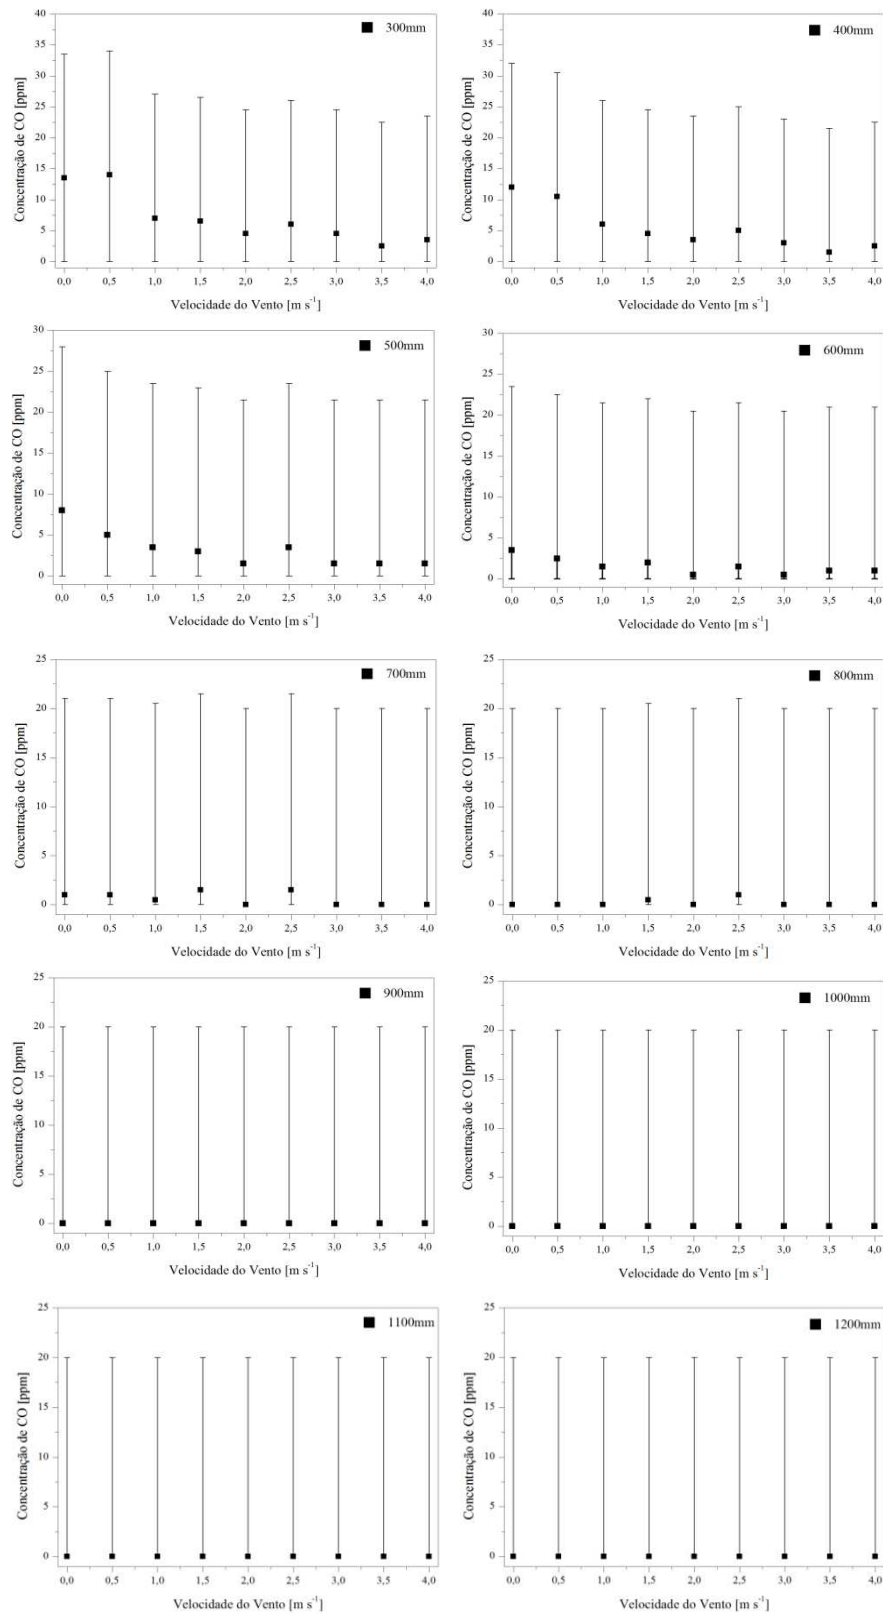 300mm
Concentração de CO [ppm]
40
35
30
25
20
15
10
5
0
0,0 0,5 1,0 1,5 2,0 2,5 3,0 3,5 4,0
Velocidade do Vento [m s⁻¹]
400mm
Concentração de CO [ppm]
40
35
30
25
20
15
10
5
0
0,0 0,5 1,0 1,5 2,0 2,5 3,0 3,5 4,0
Velocidade do Vento [m s⁻¹]
500mm
Concentração de CO [ppm]
30
25
20
15
10
5
0
0,0 0,5 1,0 1,5 2,0 2,5 3,0 3,5 4,0
Velocidade do Vento [m s⁻¹]
600mm
Concentração de CO [ppm]
30
25
20
15
10
5
0
0,0 0,5 1,0 1,5 2,0 2,5 3,0 3,5 4,0
Velocidade do Vento [m s⁻¹]
700mm
Concentração de CO [ppm]
25
20
15
10
5
0
0,0 0,5 1,0 1,5 2,0 2,5 3,0 3,5 4,0
Velocidade do Vento [m s⁻¹]
800mm
Concentração de CO [ppm]
25
20
15
10
5
0
0,0 0,5 1,0 1,5 2,0 2,5 3,0 3,5 4,0
Velocidade do Vento [m s⁻¹]
900mm
Concentração de CO [ppm]
25
20
15
10
5
0
0,0 0,5 1,0 1,5 2,0 2,5 3,0 3,5 4,0
Velocidade do Vento [m s⁻¹]
1000mm
Concentração de CO [ppm]
25
20
15
10
5
0
0,0 0,5 1,0 1,5 2,0 2,5 3,0 3,5 4,0
Velocidade do Vento [m s⁻¹]
1100mm
Concentração de CO [ppm]
25
20
15
10
5
0
0,0 0,5 1,0 1,5 2,0 2,5 3,0 3,5 4,0
Velocidade do Vento [m s⁻¹]
1200mm
Concentração de CO [ppm]
25
20
15
10
5
0
0,0 0,5 1,0 1,5 2,0 2,5 3,0 3,5 4,0
Velocidade do Vento [m s⁻¹]